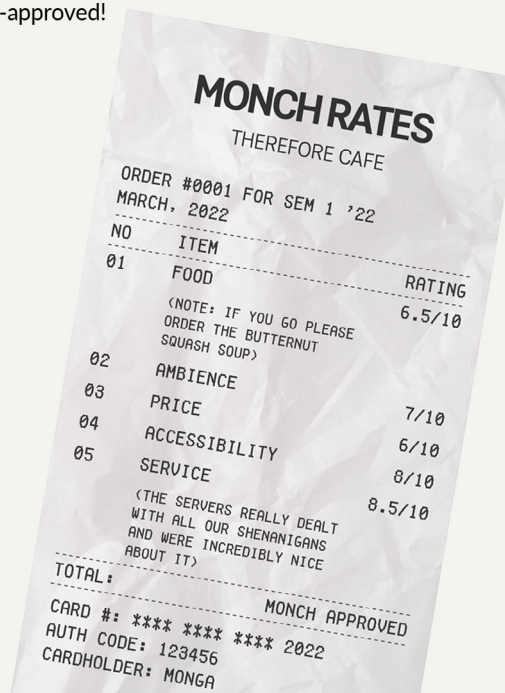 -approved!
MONCH RATES
THEREFORE CAFE
ORDER #0001 FOR SEM 1 '22
MARCH, 2022
NO ITEM RATING
01 FOOD 6.5/10
(NOTE: IF YOU GO PLEASE
ORDER THE BUTTERNUT
SQUASH SOUP)
02 AMBIENCE 7/10
03 PRICE 6/10
04 ACCESSIBILITY 8/10
05 SERVICE 8.5/10
(THE SERVERS REALLY DEALT
WITH ALL OUR SHENANIGANS
AND WERE INCREDIBLY NICE
ABOUT IT)
TOTAL: MONCH APPROVED
CARD #: **** **** **** 2022
AUTH CODE: 123456
CARDHOLDER: MONGA